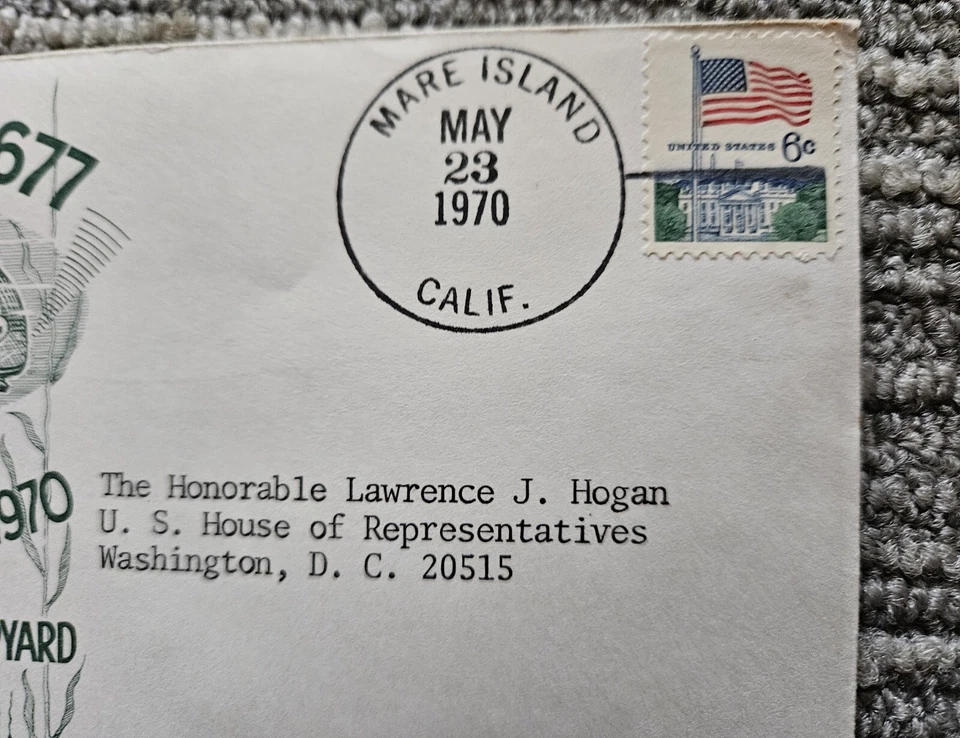 677
MARE ISLAND
MAY
23
1970
CALIF.
UNITED STATES 6c
1970
The Honorable Lawrence J. Hogan
U. S. House of Representatives
Washington, D. C. 20515
YARD